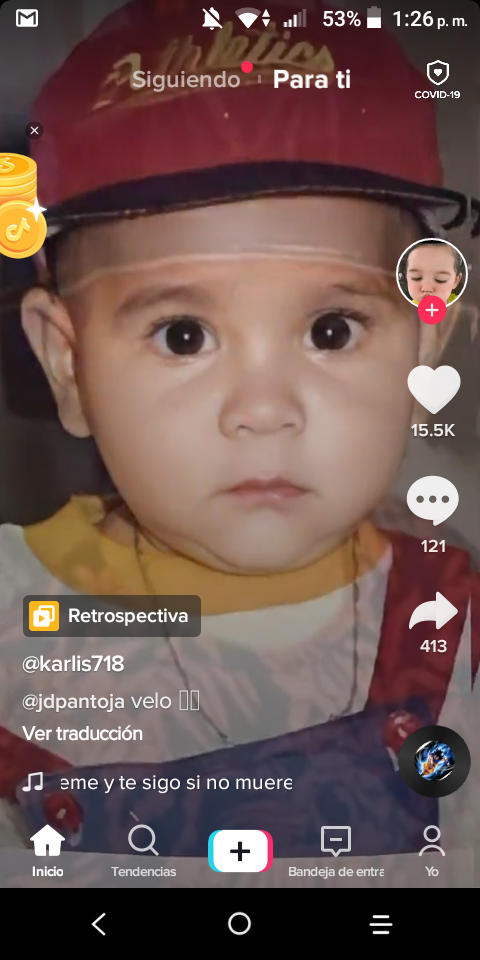 53% 1:26 p. m.
Athletics
Siguiendo Para ti
COVID-19
15.5K
121
413
Retrospectiva
@karlis718
@jdpantoja velo
Ver traducción
eme y te sigo si no muere
Inicio Tendencias Bandeja de entra Yo